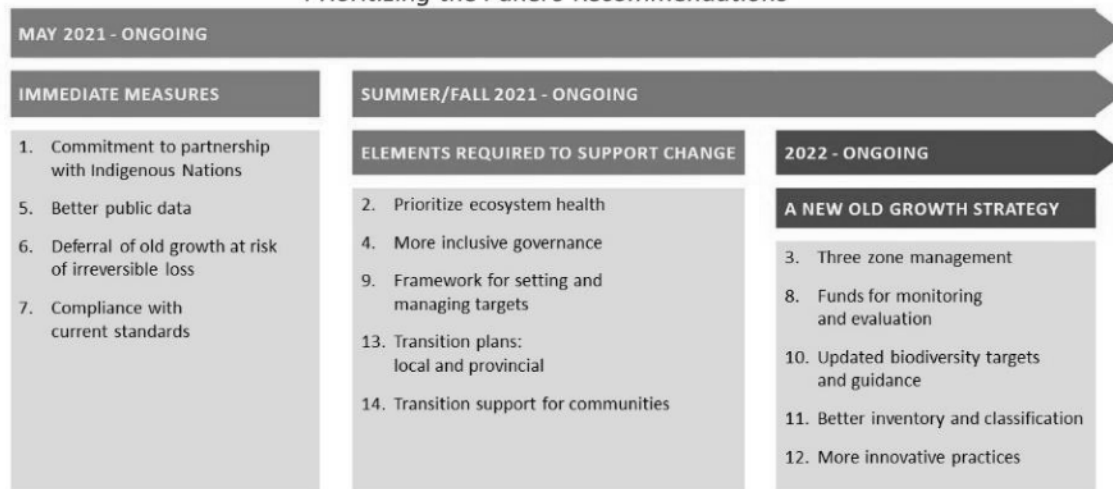 Prioritizing the Panel's Recommendations
MAY 2021 - ONGOING
IMMEDIATE MEASURES
1. Commitment to partnership
with Indigenous Nations
5. Better public data
6. Deferral of old growth at risk
of irreversible loss
7. Compliance with
current standards
SUMMER/FALL 2021 - ONGOING
ELEMENTS REQUIRED TO SUPPORT CHANGE
2. Prioritize ecosystem health
4. More inclusive governance
9. Framework for setting and
managing targets
13. Transition plans:
local and provincial
14. Transition support for communities
2022 - ONGOING
A NEW OLD GROWTH STRATEGY
3. Three zone management
8. Funds for monitoring
and evaluation
10. Updated biodiversity targets
and guidance
11. Better inventory and classification
12. More innovative practices